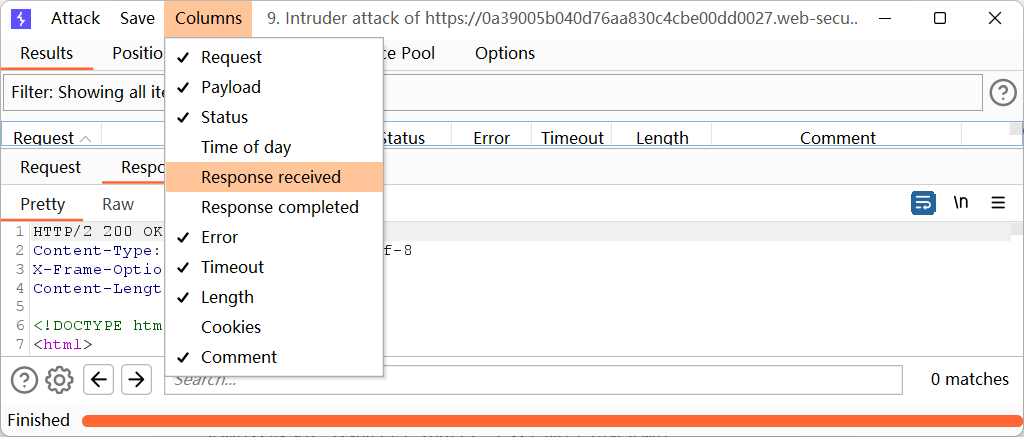 Attack Save Columns 9. Intruder attack of https://0a39005b040d76aa830c4cbe00dd0027.web-secu..
Results Positio ce Pool Options
Filter: Showing all ite
Request Status Error Timeout Length Comment
Request Respo
Pretty Raw \n
1 HTTP/2 200 OK
2 Content-Type: f-8
3 X-Frame-Optio
4 Content-Lengt
5
6 <!DOCTYPE htm
7 <html>
Request
Payload
Status
Time of day
Response received
Response completed
Error
Timeout
Length
Cookies
Comment
Search... 0 matches
Finished